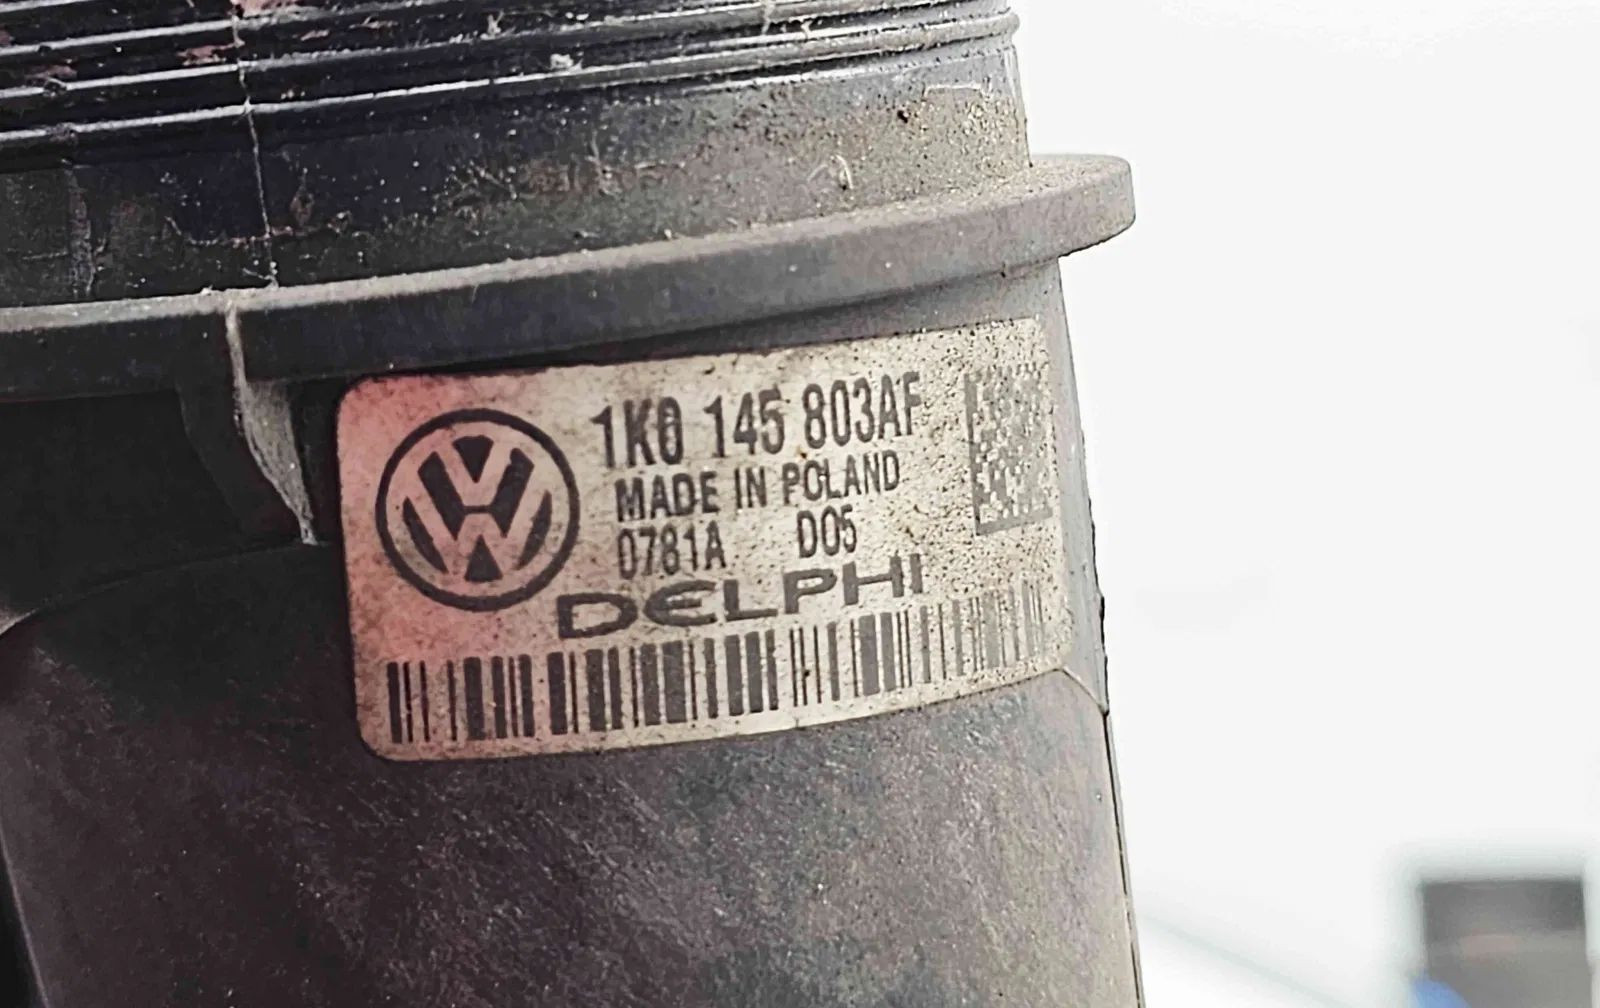 1K0 145 803AF
MADE IN POLAND
0781A D05
DELPHI